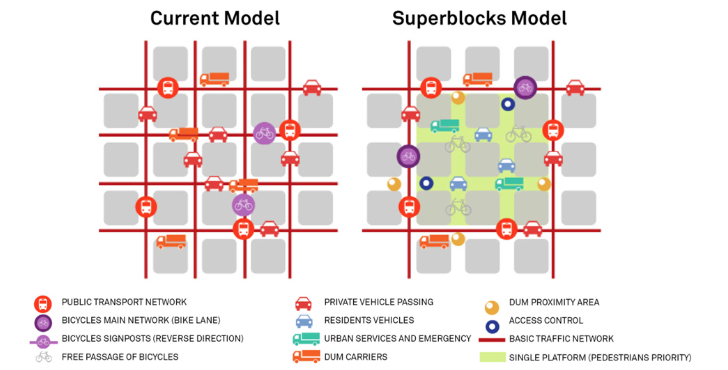 Current Model
Superblocks Model
PUBLIC TRANSPORT NETWORK
BICYCLES MAIN NETWORK (BIKE LANE)
BICYCLES SIGNPOSTS (REVERSE DIRECTION)
FREE PASSAGE OF BICYCLES
PRIVATE VEHICLE PASSING
RESIDENTS VEHICLES
URBAN SERVICES AND EMERGENCY
DUM CARRIERS
DUM PROXIMITY AREA
ACCESS CONTROL
BASIC TRAFFIC NETWORK
SINGLE PLATFORM (PEDESTRIANS PRIORITY)